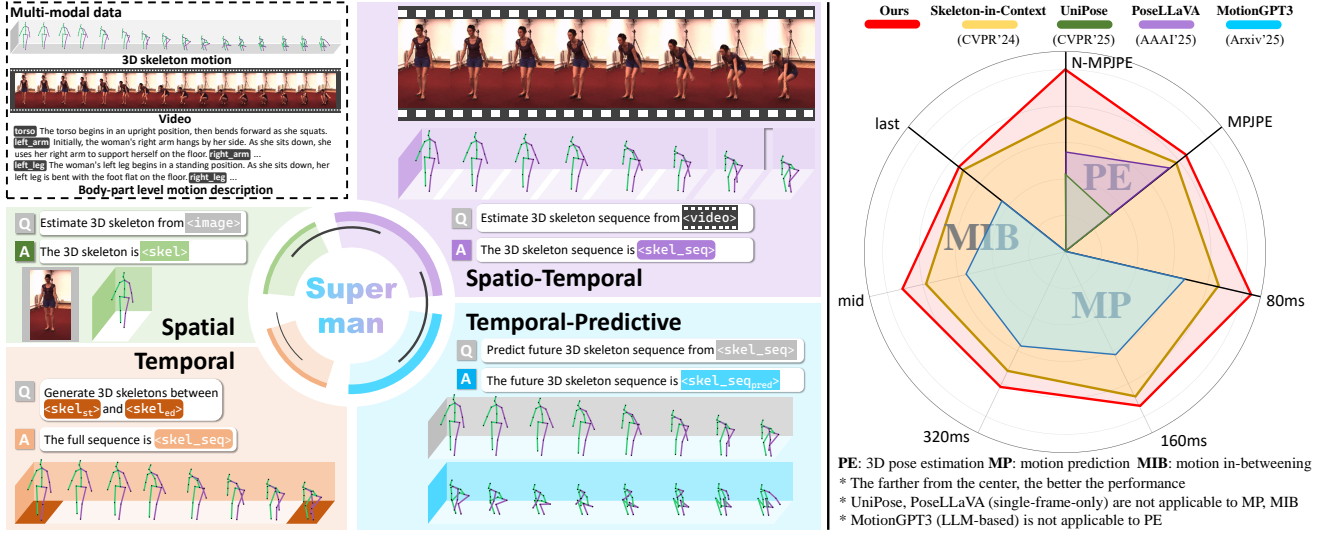 Multi-modal data
3D skeleton motion
Video
torso The torso begins in an upright position, then bends forward as she squats.
left_arm Initially, the woman's right arm hangs by her side. As she sits down, she
uses her right arm to support herself on the floor. right_arm ...
left_leg The woman's left leg begins in a standing position. As she sits down, her
left leg is bent with the foot flat on the floor. right_leg ...
Body-part level motion description
Q Estimate 3D skeleton from <image>
A The 3D skeleton is <skel>
Spatial
Temporal
Q Generate 3D skeletons between
<skel_st> and <skel_ed>
A The full sequence is <skel_seq>
Super
man
Q Estimate 3D skeleton sequence from <video>
A The 3D skeleton sequence is <skel_seq>
Spatio-Temporal
Temporal-Predictive
Q Predict future 3D skeleton sequence from <skel_seq>
A The future 3D skeleton sequence is <skel_seq_pred>
Ours Skeleton-in-Context UniPose PoseLLaVA MotionGPT3
(CVPR'24) (CVPR'25) (AAAI'25) (Arxiv'25)
N-MPJPE
MPJPE
last
PE
MIB
MP
mid
80ms
320ms
160ms
PE: 3D pose estimation MP: motion prediction MIB: motion in-betweening
* The farther from the center, the better the performance
* UniPose, PoseLLaVA (single-frame-only) are not applicable to MP, MIB
* MotionGPT3 (LLM-based) is not applicable to PE